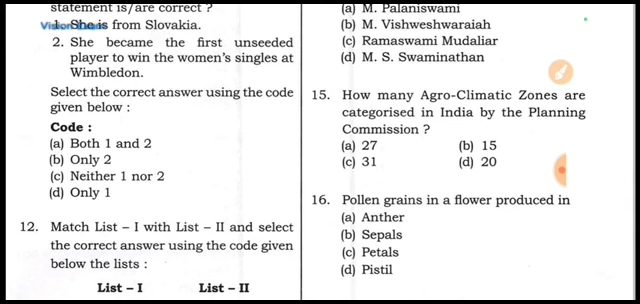 statement is/are correct ?
1. She is from Slovakia.
2. She became the first unseeded
player to win the women's singles at
Wimbledon.
Select the correct answer using the code
given below :
Code :
(a) Both 1 and 2
(b) Only 2
(c) Neither 1 nor 2
(d) Only 1
12. Match List – I with List – II and select
the correct answer using the code given
below the lists :
List – I List – II
(a) M. Palaniswami
(b) M. Vishweshwaraiah
(c) Ramaswami Mudaliar
(d) M. S. Swaminathan
15. How many Agro-Climatic Zones are
categorised in India by the Planning
Commission ?
(a) 27 (b) 15
(c) 31 (d) 20
16. Pollen grains in a flower produced in
(a) Anther
(b) Sepals
(c) Petals
(d) Pistil